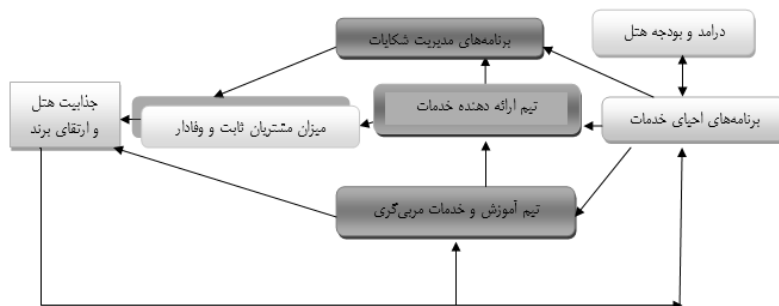 برنامه‌های مدیریت شکایات
درامد و بودجه هتل
جذابیت هتل
و ارتقای برند
تیم ارائه دهنده خدمات
میزان مشتریان ثابت و وفادار
برنامه‌های احیای خدمات
تیم آموزش و خدمات مربی‌گری